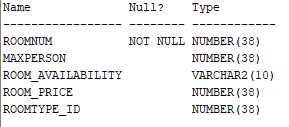 Name Null? Type
----------------- -------- ------------
ROOMNUM NOT NULL NUMBER(38)
MAXPERSON NUMBER(38)
ROOM_AVAILABILITY VARCHAR2(10)
ROOM_PRICE NUMBER(38)
ROOMTYPE_ID NUMBER(38)